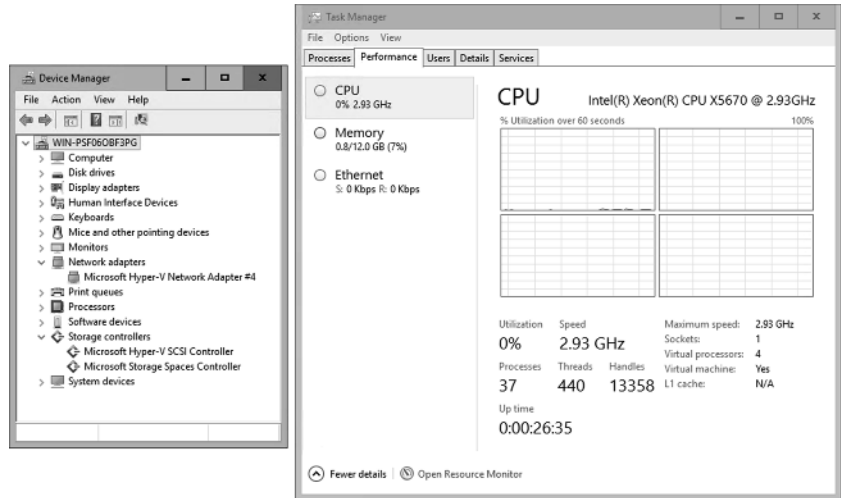 Device Manager
File Action View Help
WIN-PSF06OBF3PG
Computer
Disk drives
Display adapters
Human Interface Devices
Keyboards
Mice and other pointing devices
Monitors
Network adapters
Microsoft Hyper-V Network Adapter #4
Print queues
Processors
Software devices
Storage controllers
Microsoft Hyper-V SCSI Controller
Microsoft Storage Spaces Controller
System devices
Task Manager
File Options View
Processes Performance Users Details Services
CPU
0% 2.93 GHz
Memory
0.8/12.0 GB (7%)
Ethernet
S: 0 Kbps R: 0 Kbps
CPU Intel(R) Xeon(R) CPU X5670 @ 2.93GHz
% Utilization over 60 seconds 100%
Utilization Speed
0% 2.93 GHz
Processes Threads Handles
37 440 13358
Up time
0:00:26:35
Maximum speed: 2.93 GHz
Sockets: 1
Virtual processors: 4
Virtual machine: Yes
L1 cache: N/A
Fewer details Open Resource Monitor